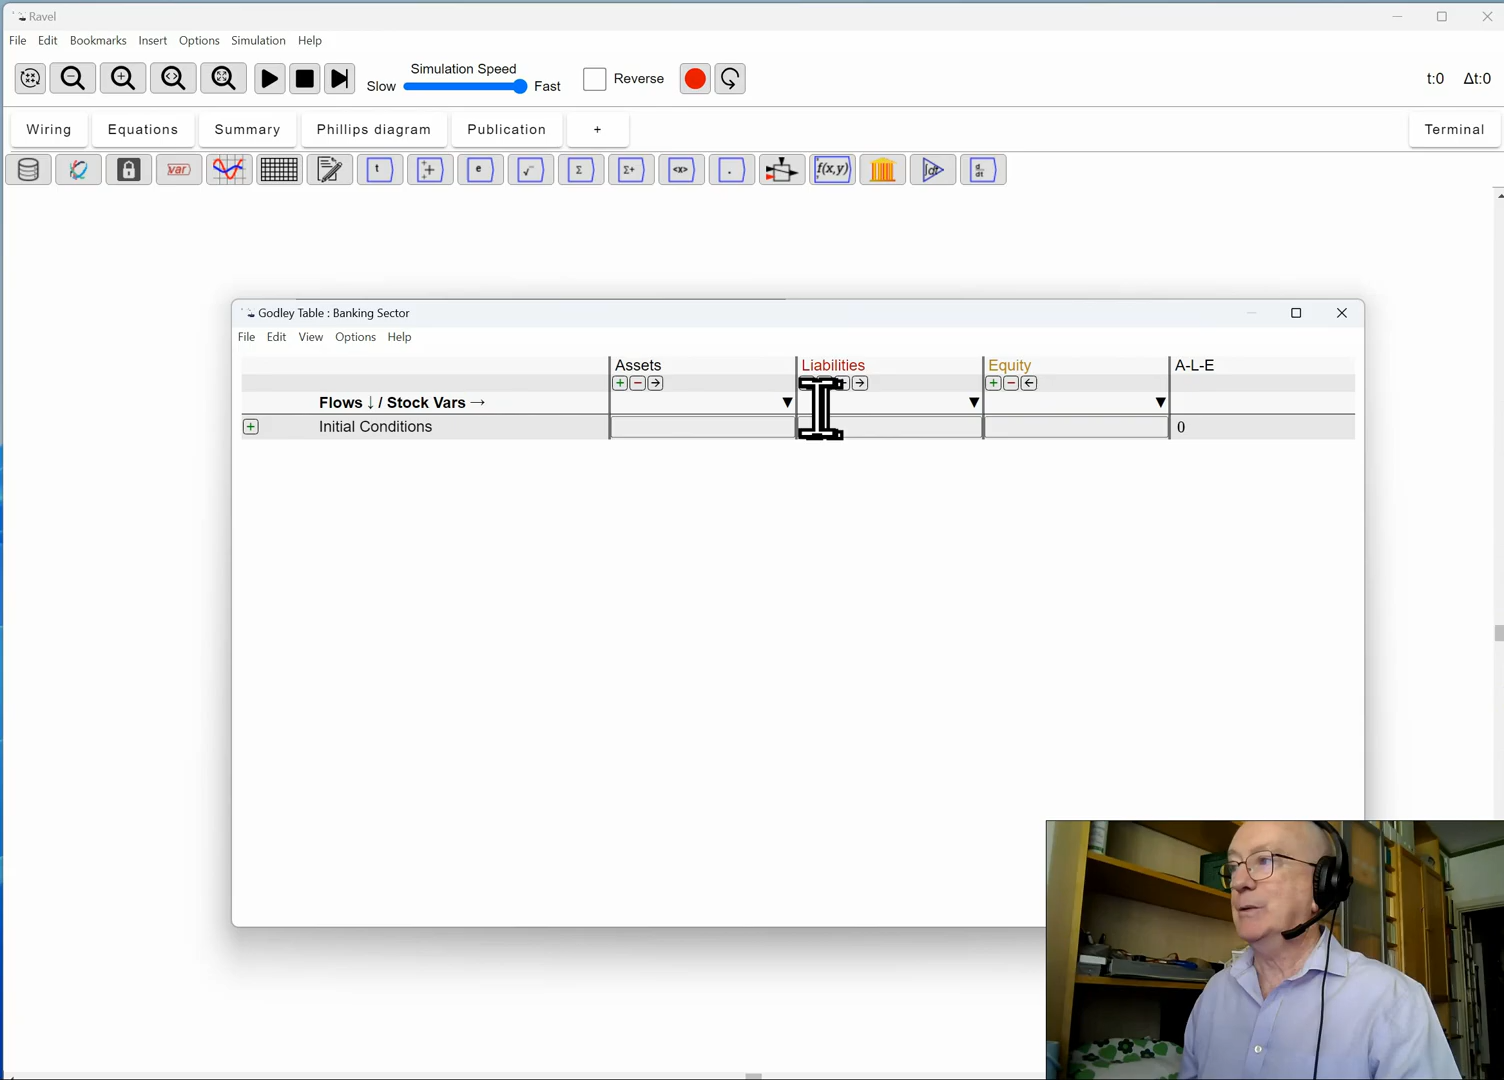 Ravel
File Edit Bookmarks Insert Options Simulation Help
Simulation Speed
Slow Fast Reverse t:0 Δt:0
Wiring Equations Summary Phillips diagram Publication + Terminal
t e √ Σ Σ+ <x> . f(x,y) ∫dt d/dt
var
Godley Table : Banking Sector
File Edit View Options Help
Assets Liabilities Equity A-L-E
+ − → − → + − ←
Flows ↓ / Stock Vars → ▼ ▼ ▼
+ Initial Conditions 0